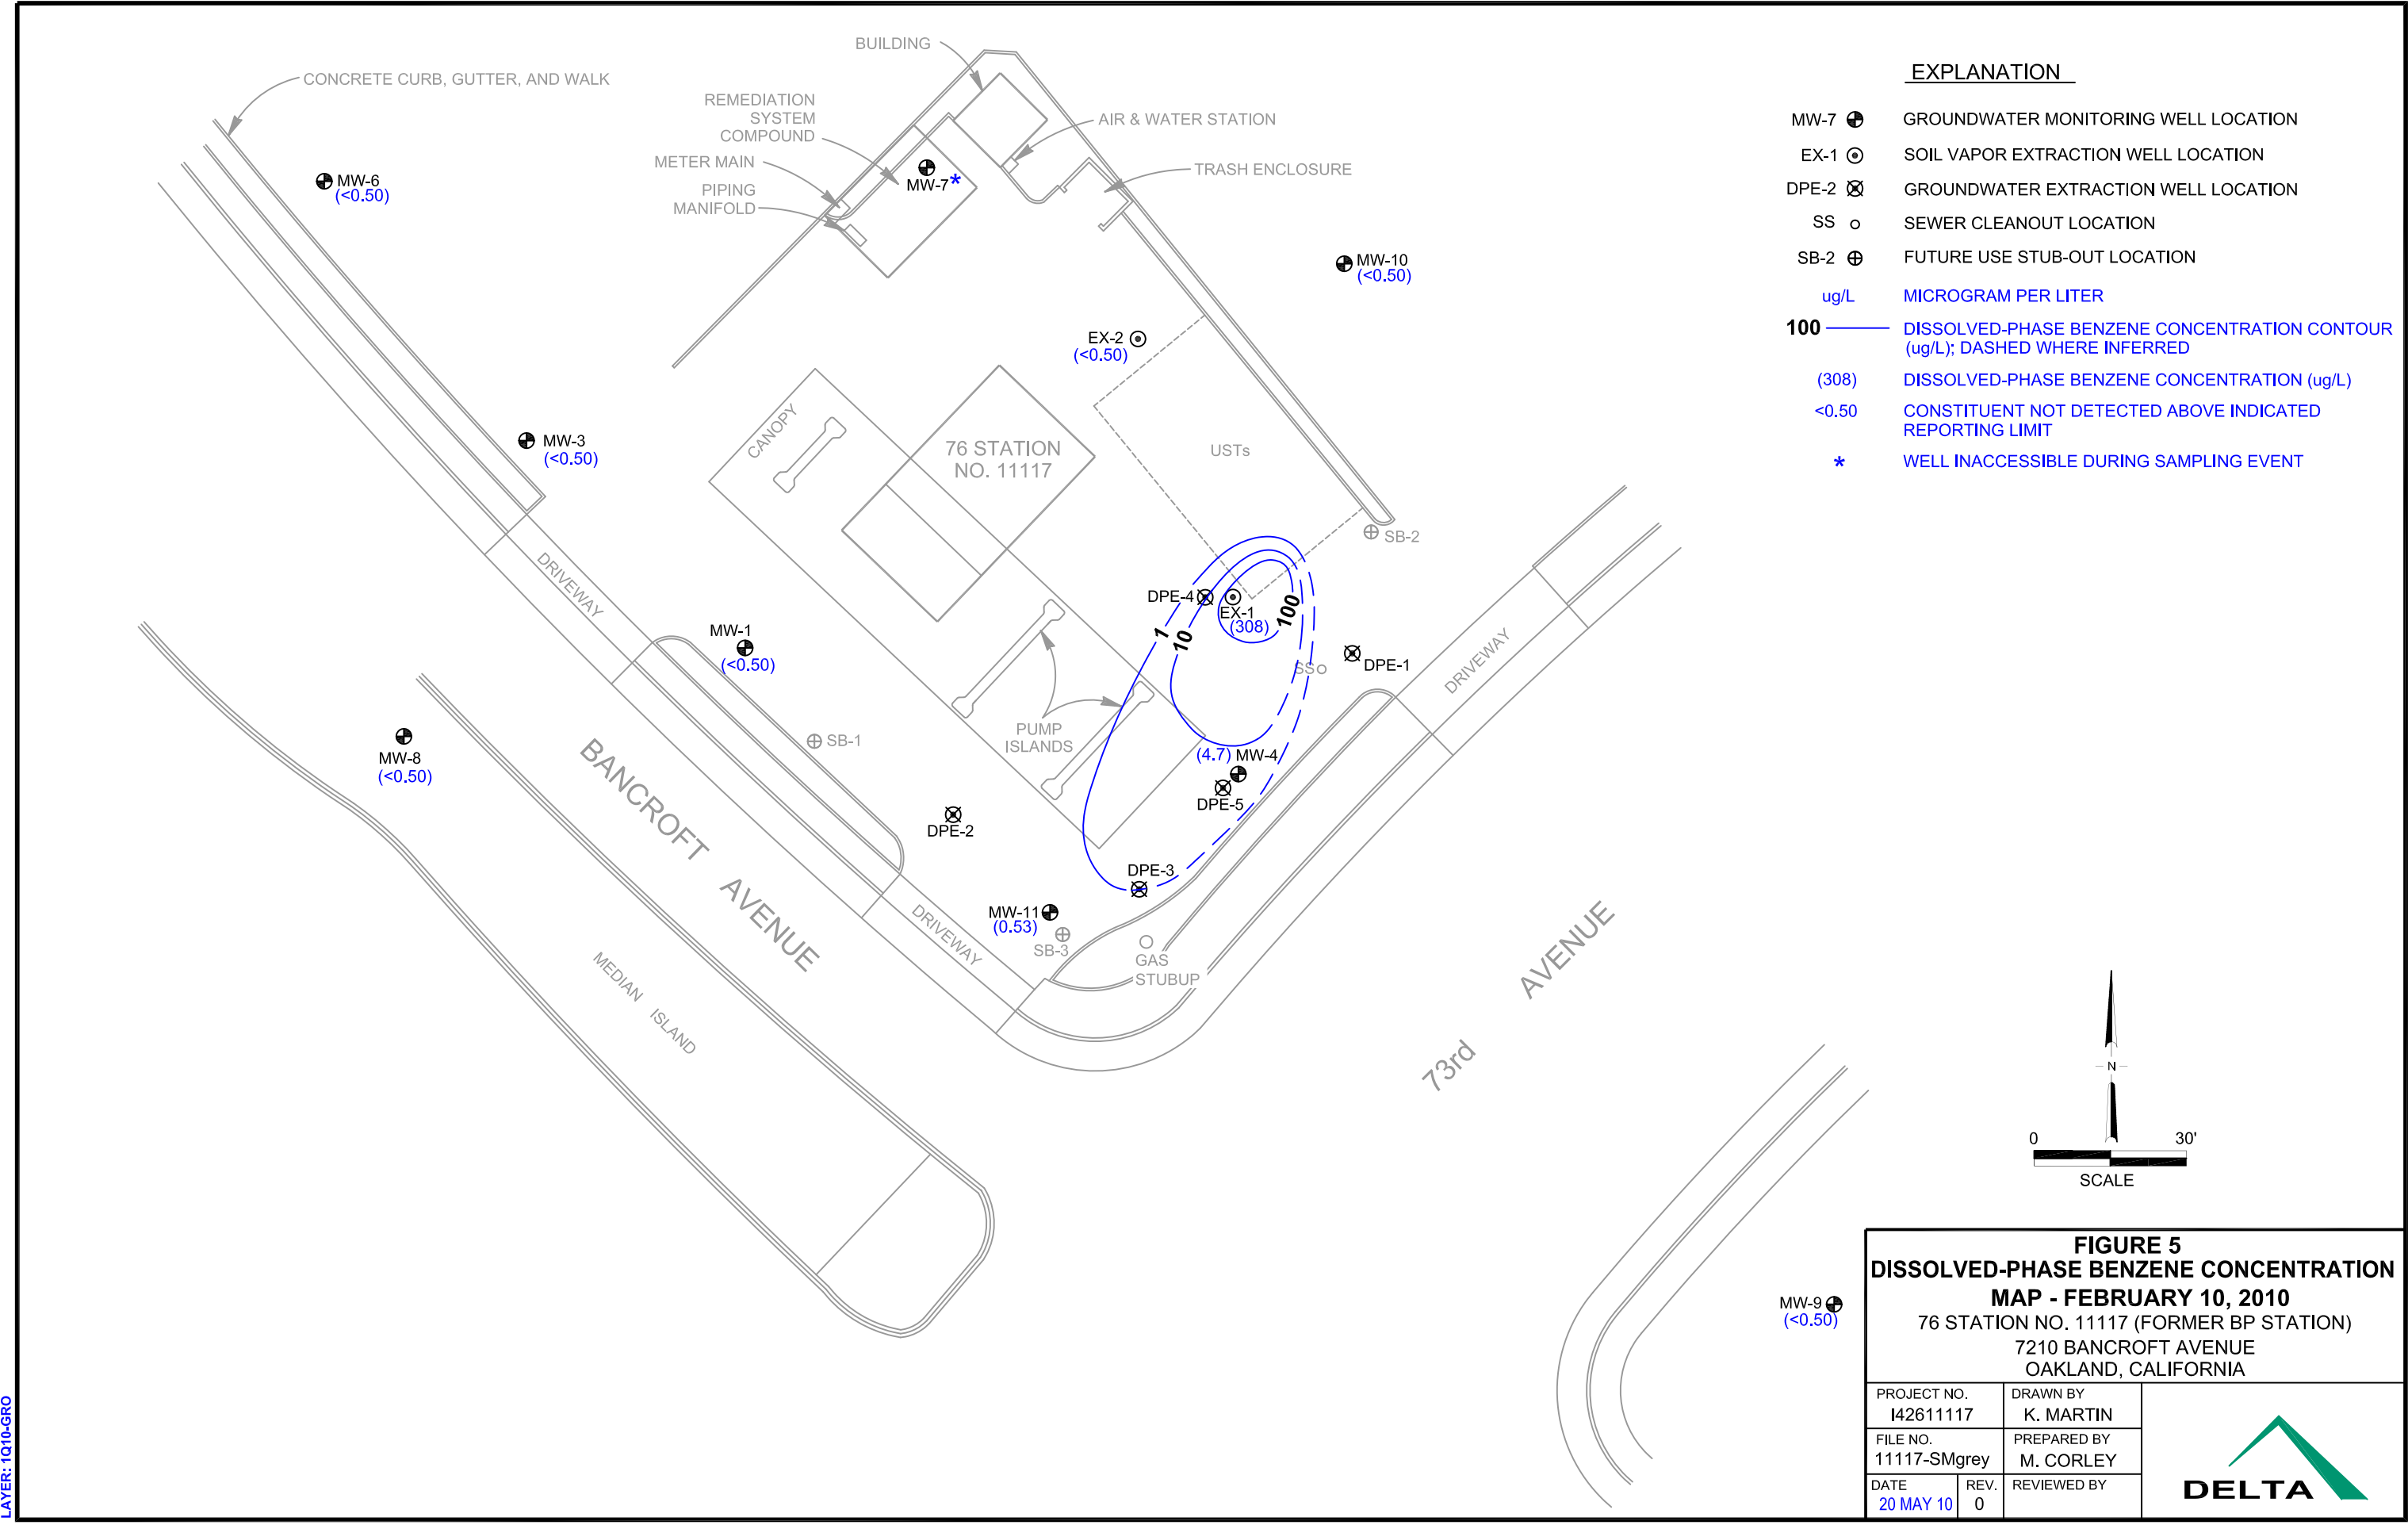 BUILDING
CONCRETE CURB, GUTTER, AND WALK
REMEDIATION
SYSTEM
COMPOUND
METER MAIN
PIPING
MANIFOLD
AIR & WATER STATION
TRASH ENCLOSURE
MW-6
(<0.50)
MW-7*
MW-10
(<0.50)
EX-2
(<0.50)
CANOPY
76 STATION
NO. 11117
USTs
MW-3
(<0.50)
SB-2
DRIVEWAY
DPE-4
EX-1
(308)
100
1
10
MW-1
(<0.50)
SS
DPE-1
DRIVEWAY
PUMP
ISLANDS
SB-1
MW-8
(<0.50)
(4.7) MW-4
DPE-5
DPE-2
BANCROFT AVENUE
DPE-3
MW-11
(0.53)
SB-3
DRIVEWAY
GAS
STUBUP
MEDIAN ISLAND
73rd AVENUE
MW-9
(<0.50)
EXPLANATION
MW-7 GROUNDWATER MONITORING WELL LOCATION
EX-1 SOIL VAPOR EXTRACTION WELL LOCATION
DPE-2 GROUNDWATER EXTRACTION WELL LOCATION
SS SEWER CLEANOUT LOCATION
SB-2 FUTURE USE STUB-OUT LOCATION
ug/L MICROGRAM PER LITER
100 DISSOLVED-PHASE BENZENE CONCENTRATION CONTOUR
(ug/L); DASHED WHERE INFERRED
(308) DISSOLVED-PHASE BENZENE CONCENTRATION (ug/L)
<0.50 CONSTITUENT NOT DETECTED ABOVE INDICATED
REPORTING LIMIT
* WELL INACCESSIBLE DURING SAMPLING EVENT
N
0 30'
SCALE
FIGURE 5
DISSOLVED-PHASE BENZENE CONCENTRATION
MAP - FEBRUARY 10, 2010
76 STATION NO. 11117 (FORMER BP STATION)
7210 BANCROFT AVENUE
OAKLAND, CALIFORNIA
PROJECT NO.
I42611117
DRAWN BY
K. MARTIN
FILE NO.
11117-SMgrey
PREPARED BY
M. CORLEY
DATE
20 MAY 10
REV.
0
REVIEWED BY
DELTA
LAYER: 1Q10-GRO